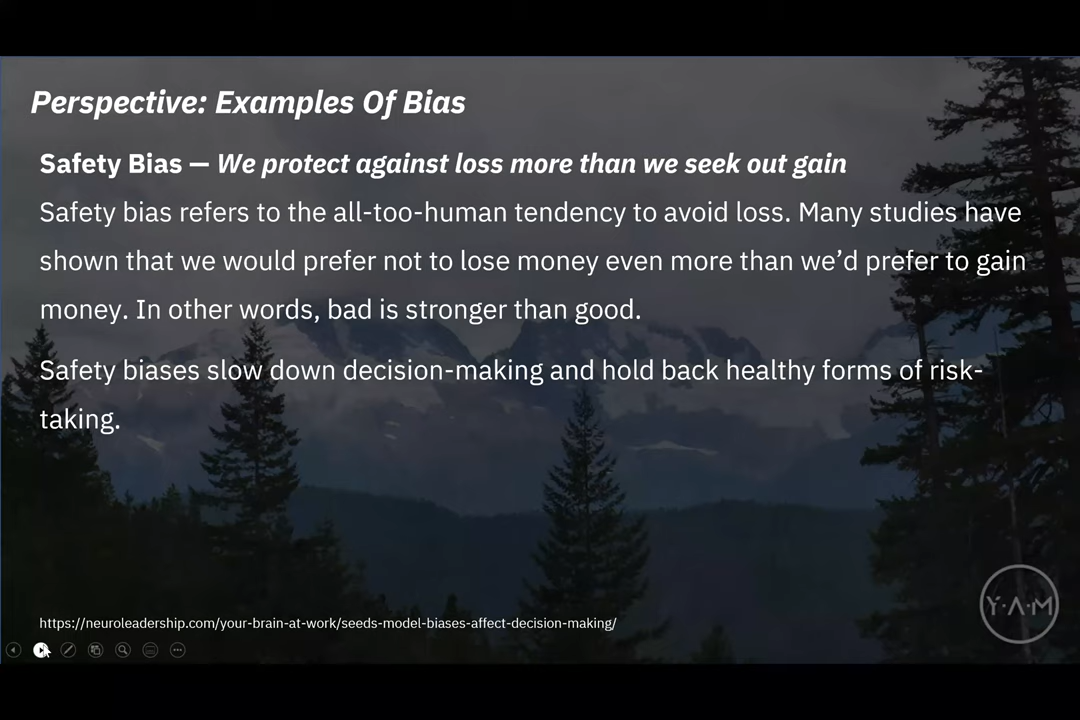 Perspective: Examples Of Bias
Safety Bias — We protect against loss more than we seek out gain
Safety bias refers to the all-too-human tendency to avoid loss. Many studies have
shown that we would prefer not to lose money even more than we’d prefer to gain
money. In other words, bad is stronger than good.
Safety biases slow down decision-making and hold back healthy forms of risk-
taking.
Y·A·M
https://neuroleadership.com/your-brain-at-work/seeds-model-biases-affect-decision-making/